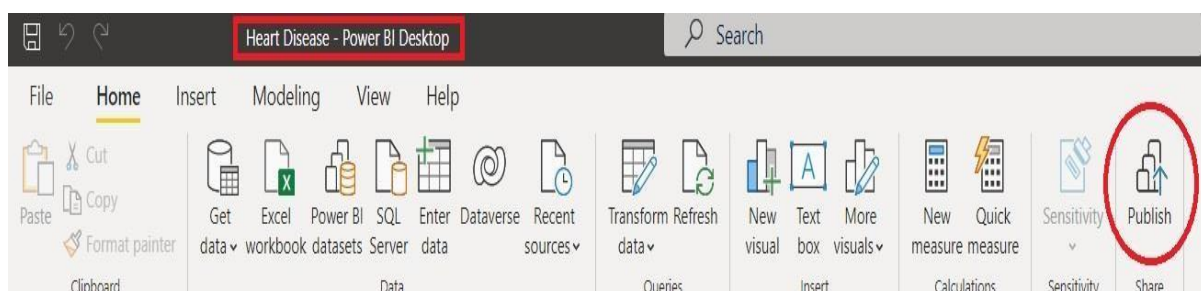 Heart Disease - Power BI Desktop
Search
File Home Insert Modeling View Help
Paste
Cut
Copy
Format painter
Clipboard
Get data
Excel workbook
Power BI datasets
SQL Server
Enter data
Dataverse
Recent sources
Data
Transform data
Refresh
Queries
New visual
Text box
More visuals
Insert
New measure
Quick measure
Calculations
Sensitivity
Sensitivity
Publish
Share